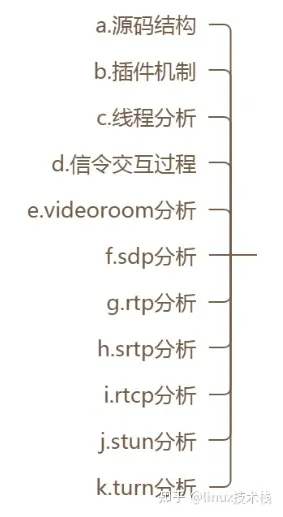 a.源码结构
b.插件机制
c.线程分析
d.信令交互过程
e.videoroom分析
f.sdp分析
g.rtp分析
h.srtp分析
i.rtcp分析
j.stun分析
k.turn分析
知乎 @linux技术栈